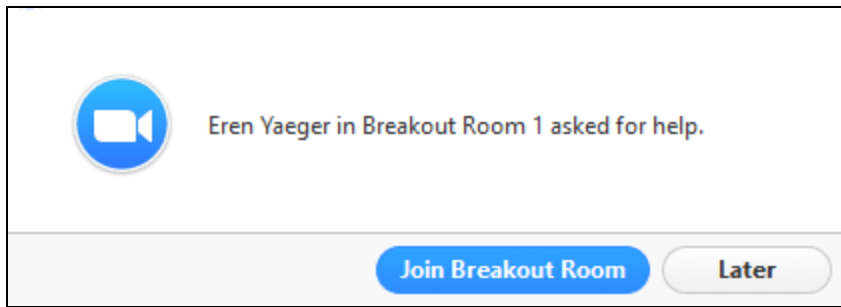 Eren Yaeger in Breakout Room 1 asked for help.
Join Breakout Room
Later